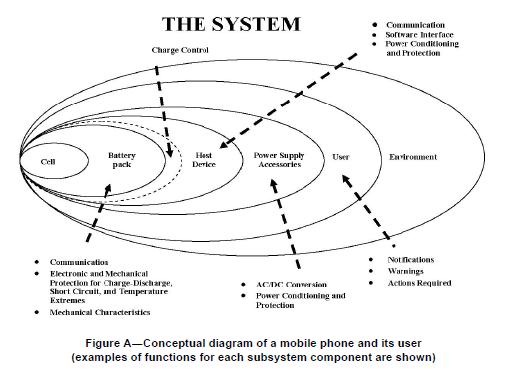 THE SYSTEM
Charge Control
• Communication
• Software Interface
• Power Conditioning
and Protection
Cell
Battery
pack
Host
Device
Power Supply
Accessories
User
Environment
• Communication
• Electronic and Mechanical
Protection for Charge-Discharge,
Short Circuit, and Temperature
Extremes
• Mechanical Characteristics
• AC/DC Conversion
• Power Conditioning and
Protection
• Notifications
• Warnings
• Actions Required
Figure A—Conceptual diagram of a mobile phone and its user
(examples of functions for each subsystem component are shown)